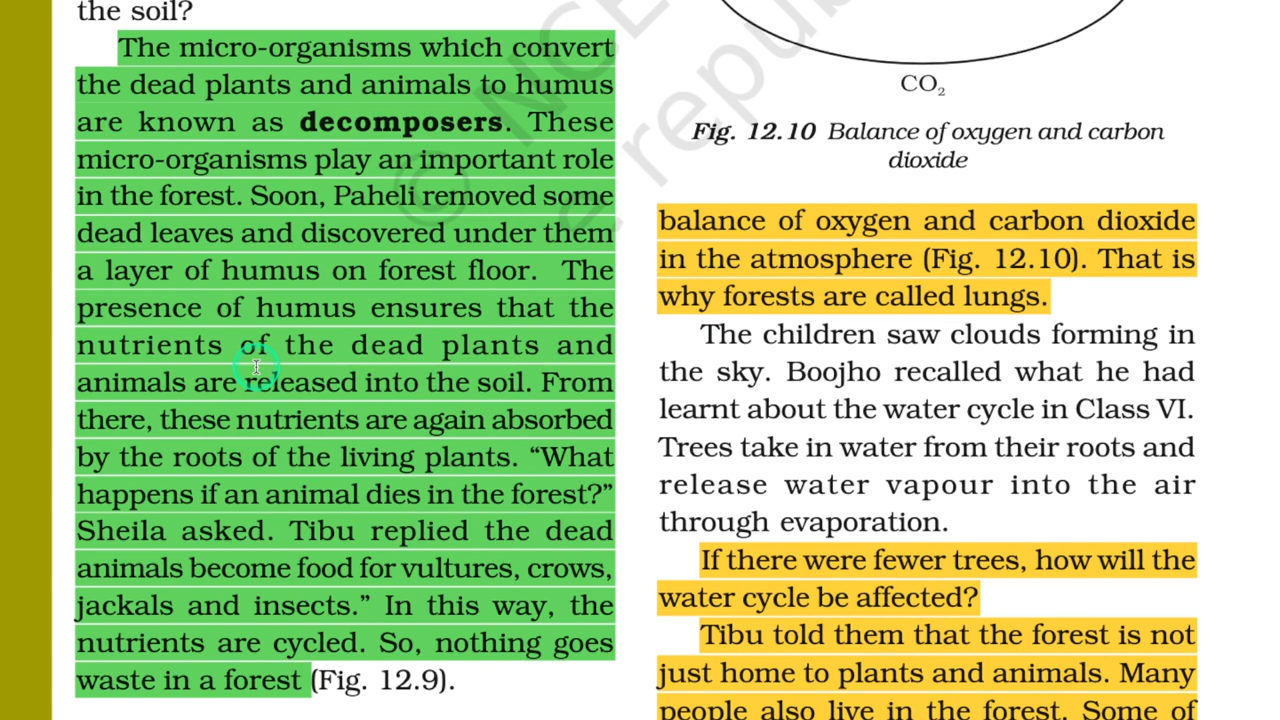 the soil?
The micro-organisms which convert
the dead plants and animals to humus
are known as decomposers. These
micro-organisms play an important role
in the forest. Soon, Paheli removed some
dead leaves and discovered under them
a layer of humus on forest floor. The
presence of humus ensures that the
nutrients of the dead plants and
animals are released into the soil. From
there, these nutrients are again absorbed
by the roots of the living plants. “What
happens if an animal dies in the forest?”
Sheila asked. Tibu replied the dead
animals become food for vultures, crows,
jackals and insects.” In this way, the
nutrients are cycled. So, nothing goes
waste in a forest (Fig. 12.9).
CO₂
Fig. 12.10 Balance of oxygen and carbon
dioxide
balance of oxygen and carbon dioxide
in the atmosphere (Fig. 12.10). That is
why forests are called lungs.
The children saw clouds forming in
the sky. Boojho recalled what he had
learnt about the water cycle in Class VI.
Trees take in water from their roots and
release water vapour into the air
through evaporation.
If there were fewer trees, how will the
water cycle be affected?
Tibu told them that the forest is not
just home to plants and animals. Many
people also live in the forest. Some of